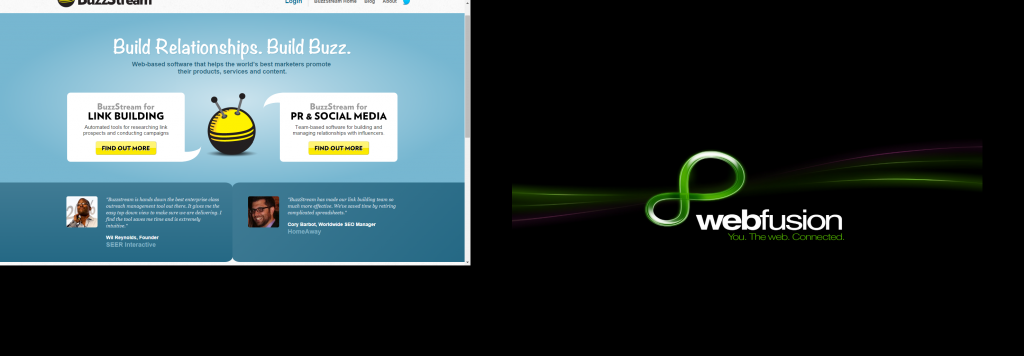 BuzzStream
Login
BuzzStream Home
Blog
About
Build Relationships. Build Buzz.
Web-based software that helps the world's best marketers promote
their products, services and content.
BuzzStream for
LINK BUILDING
Automated tools for researching link
prospects and conducting campaigns
FIND OUT MORE
BuzzStream for
PR & SOCIAL MEDIA
Team-based software for building and
managing relationships with influencers
FIND OUT MORE
"Buzzstream is hands down the best enterprise class
outreach management tool out there. It gives me the
easy top down view to make sure we are delivering. I
find the tool saves me time and is extremely
intuitive."
Wil Reynolds, Founder
SEER Interactive
"BuzzStream has made our link building team so
much more effective. We've saved time by retiring
complicated spreadsheets."
Cory Barbot, Worldwide SEO Manager
HomeAway
webfusion
You. The web. Connected.